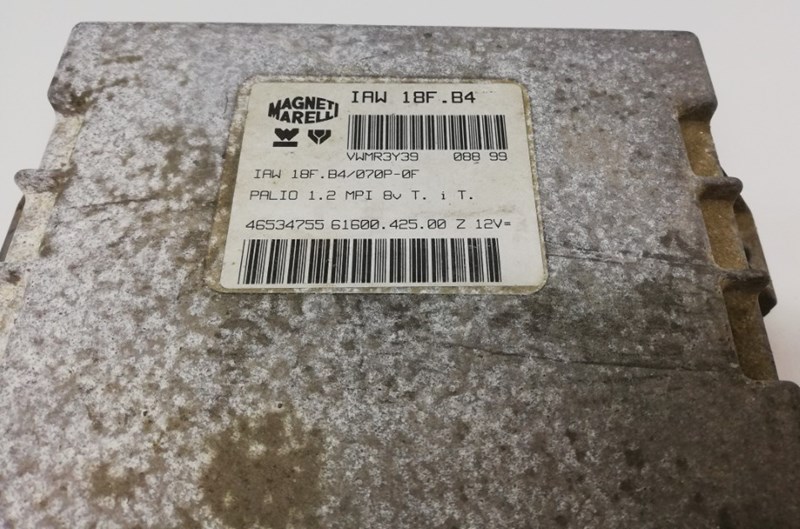 MAGNETI
MARELLI
IAW 18F.B4
VWMR3Y39 088 99
IAW 18F.B4/070P-0F
PALIO 1.2 MPI 8v T. i T.
46534755 61600.425.00 Z 12V=